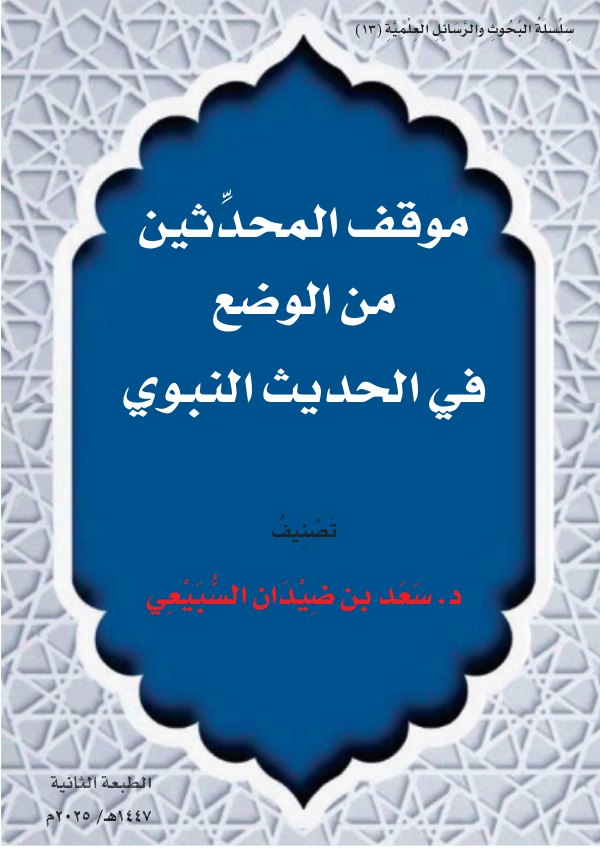 سِلْسِلَةُ البُحُوثِ والرَّسَائِلِ العِلْمِيَّةِ (١٣)
موقف المحدِّثين
من الوضع
في الحديث النبوي
تَصْنِيفُ
د. سَعَد بن ضِيْدَان السُّبَيْعِي
الطبعة الثانية
١٤٤٧هـ/ ٢٠٢٥م